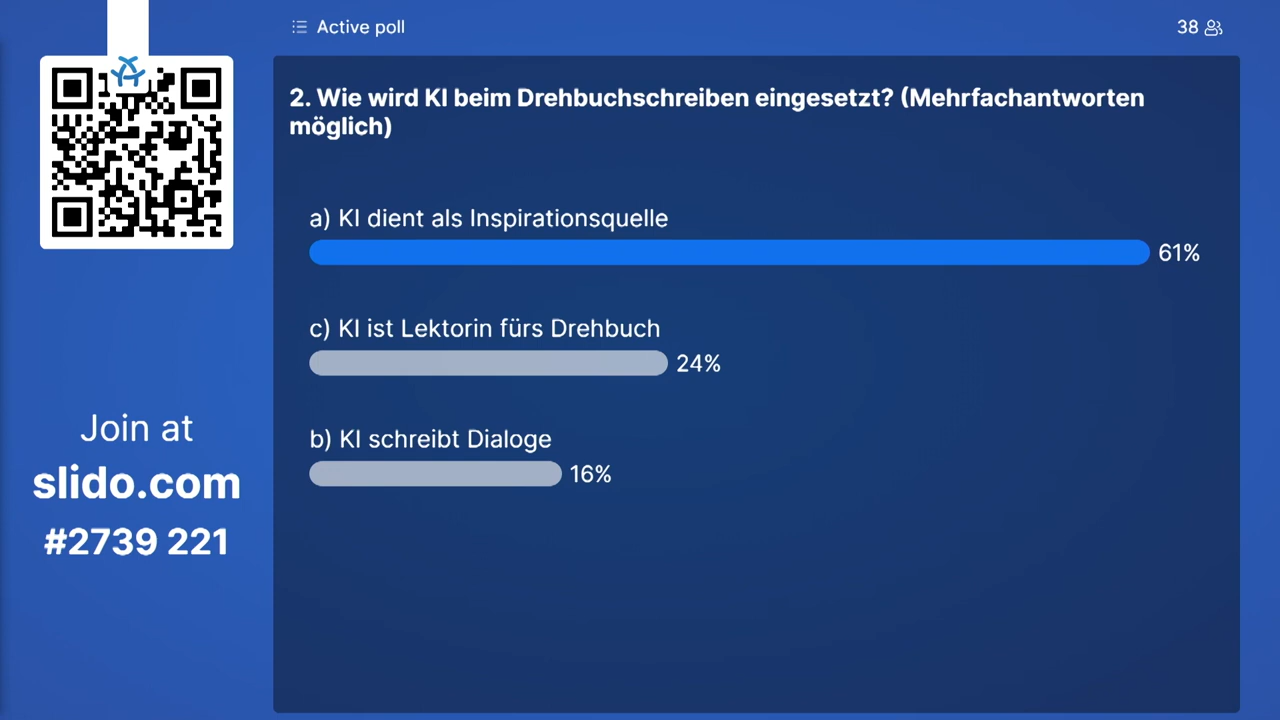 Active poll
38
2. Wie wird KI beim Drehbuchschreiben eingesetzt? (Mehrfachantworten
möglich)
a) KI dient als Inspirationsquelle
61%
c) KI ist Lektorin fürs Drehbuch
24%
b) KI schreibt Dialoge
16%
Join at
slido.com
#2739 221